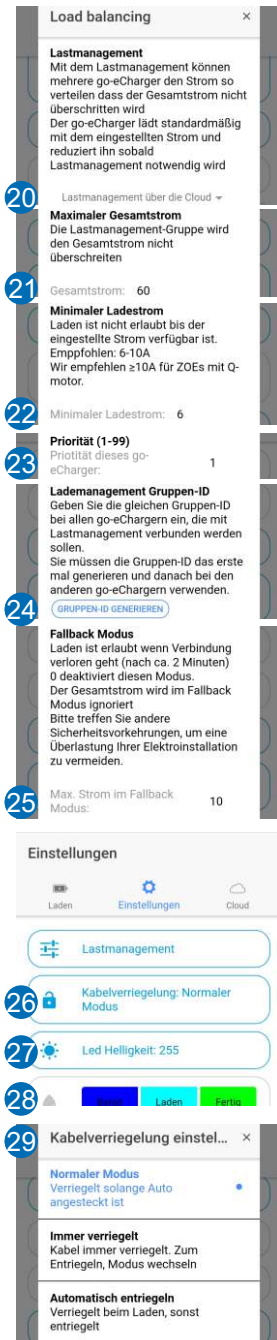 Load balancing ×
Lastmanagement
Mit dem Lastmanagement können
mehrere go-eCharger den Strom so
verteilen dass der Gesamtstrom nicht
überschritten wird
Der go-eCharger lädt standardmäßig
mit dem eingestellten Strom und
reduziert ihn sobald
Lastmanagement notwendig wird
20 Lastmanagement über die Cloud
Maximaler Gesamtstrom
Die Lastmanagement-Gruppe wird
den Gesamtstrom nicht
überschreiten
21 Gesamtstrom: 60
Minimaler Ladestrom
Laden ist nicht erlaubt bis der
eingestellte Strom verfügbar ist.
Emppfohlen: 6-10A
Wir empfehlen ≥10A für ZOEs mit Q-
motor.
22 Minimaler Ladestrom: 6
Priorität (1-99)
23 Priotität dieses go-
eCharger: 1
Lademanagement Gruppen-ID
Geben Sie die gleichen Gruppen-ID
bei allen go-eChargern ein, die mit
Lastmanagement verbunden werden
sollen.
Sie müssen die Gruppen-ID das erste
mal generieren und danach bei den
anderen go-eChargern verwenden.
24 GRUPPEN-ID GENERIEREN
Fallback Modus
Laden ist erlaubt wenn Verbindung
verloren geht (nach ca. 2 Minuten)
0 deaktiviert diesen Modus.
Der Gesamtstrom wird im Fallback
Modus ignoriert
Bitte treffen Sie andere
Sicherheitsvorkehrungen, um eine
Überlastung Ihrer Elektroinstallation
zu vermeiden.
25 Max. Strom im Fallback
Modus: 10
Einstellungen
Laden Einstellungen Cloud
Lastmanagement
26 Kabelverriegelung: Normaler
Modus
27 Led Helligkeit: 255
28 Laden Fertig
29 Kabelverriegelung einstel... ×
Normaler Modus
Verriegelt solange Auto
angesteckt ist
Immer verriegelt
Kabel immer verriegelt. Zum
Entriegeln, Modus wechseln
Automatisch entriegeln
Verriegelt beim Laden, sonst
entriegelt